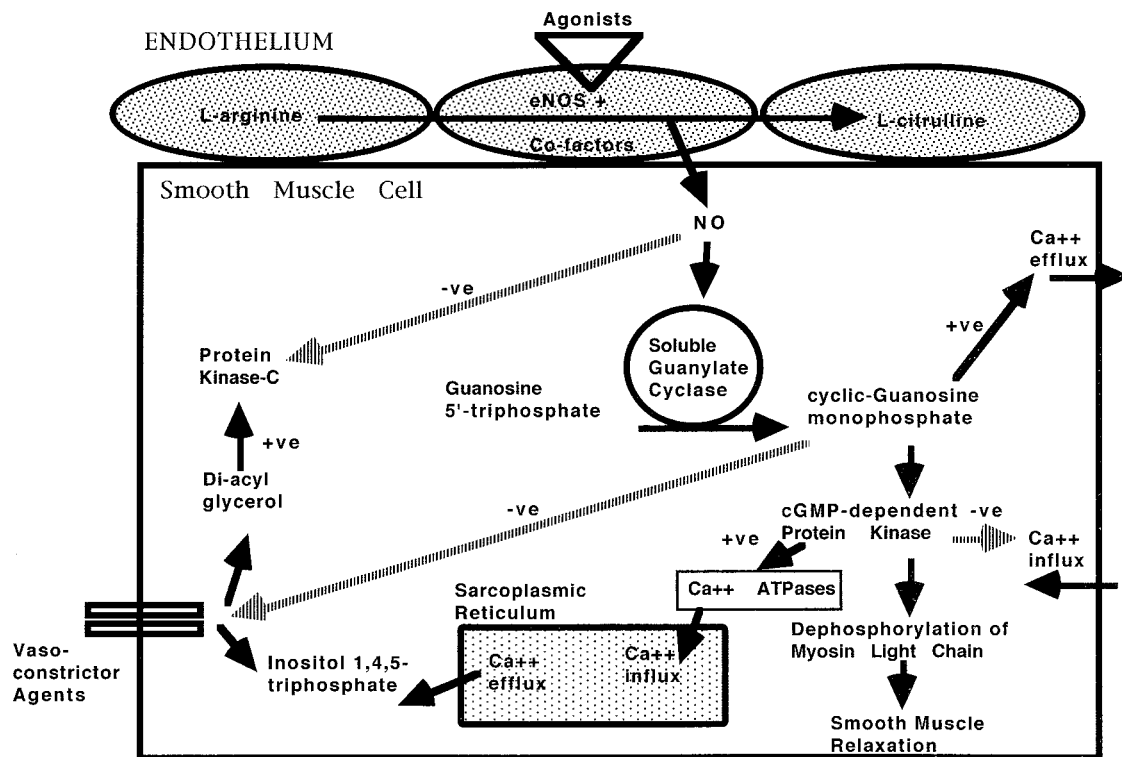 Agonists
ENDOTHELIUM
eNOS +
L-arginine
L-citrulline
Co-factors
Smooth Muscle Cell
NO
Ca++
efflux
-ve
+ve
Protein
Kinase-C
Soluble
Guanylate
Cyclase
Guanosine
5'-triphosphate
cyclic-Guanosine
monophosphate
+ve
Di-acyl
glycerol
-ve
cGMP-dependent -ve
Protein Kinase
+ve
Ca++
influx
Ca++ ATPases
Sarcoplasmic
Reticulum
Vaso-
constrictor
Agents
Inositol 1,4,5-
triphosphate
Ca++
efflux
Ca++
influx
Dephosphorylation of
Myosin Light Chain
Smooth Muscle
Relaxation